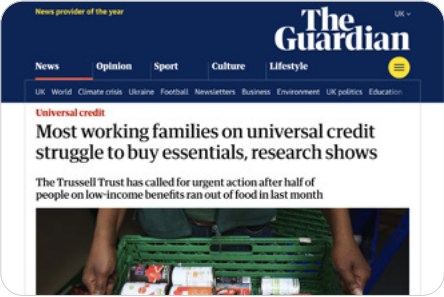 News provider of the year
The
Guardian
UK
News
Opinion
Sport
Culture
Lifestyle
UK World Climate crisis Ukraine Football Newsletters Business Environment UK politics Education
Universal credit
Most working families on universal credit
struggle to buy essentials, research shows
The Trussell Trust has called for urgent action after half of
people on low-income benefits ran out of food in last month